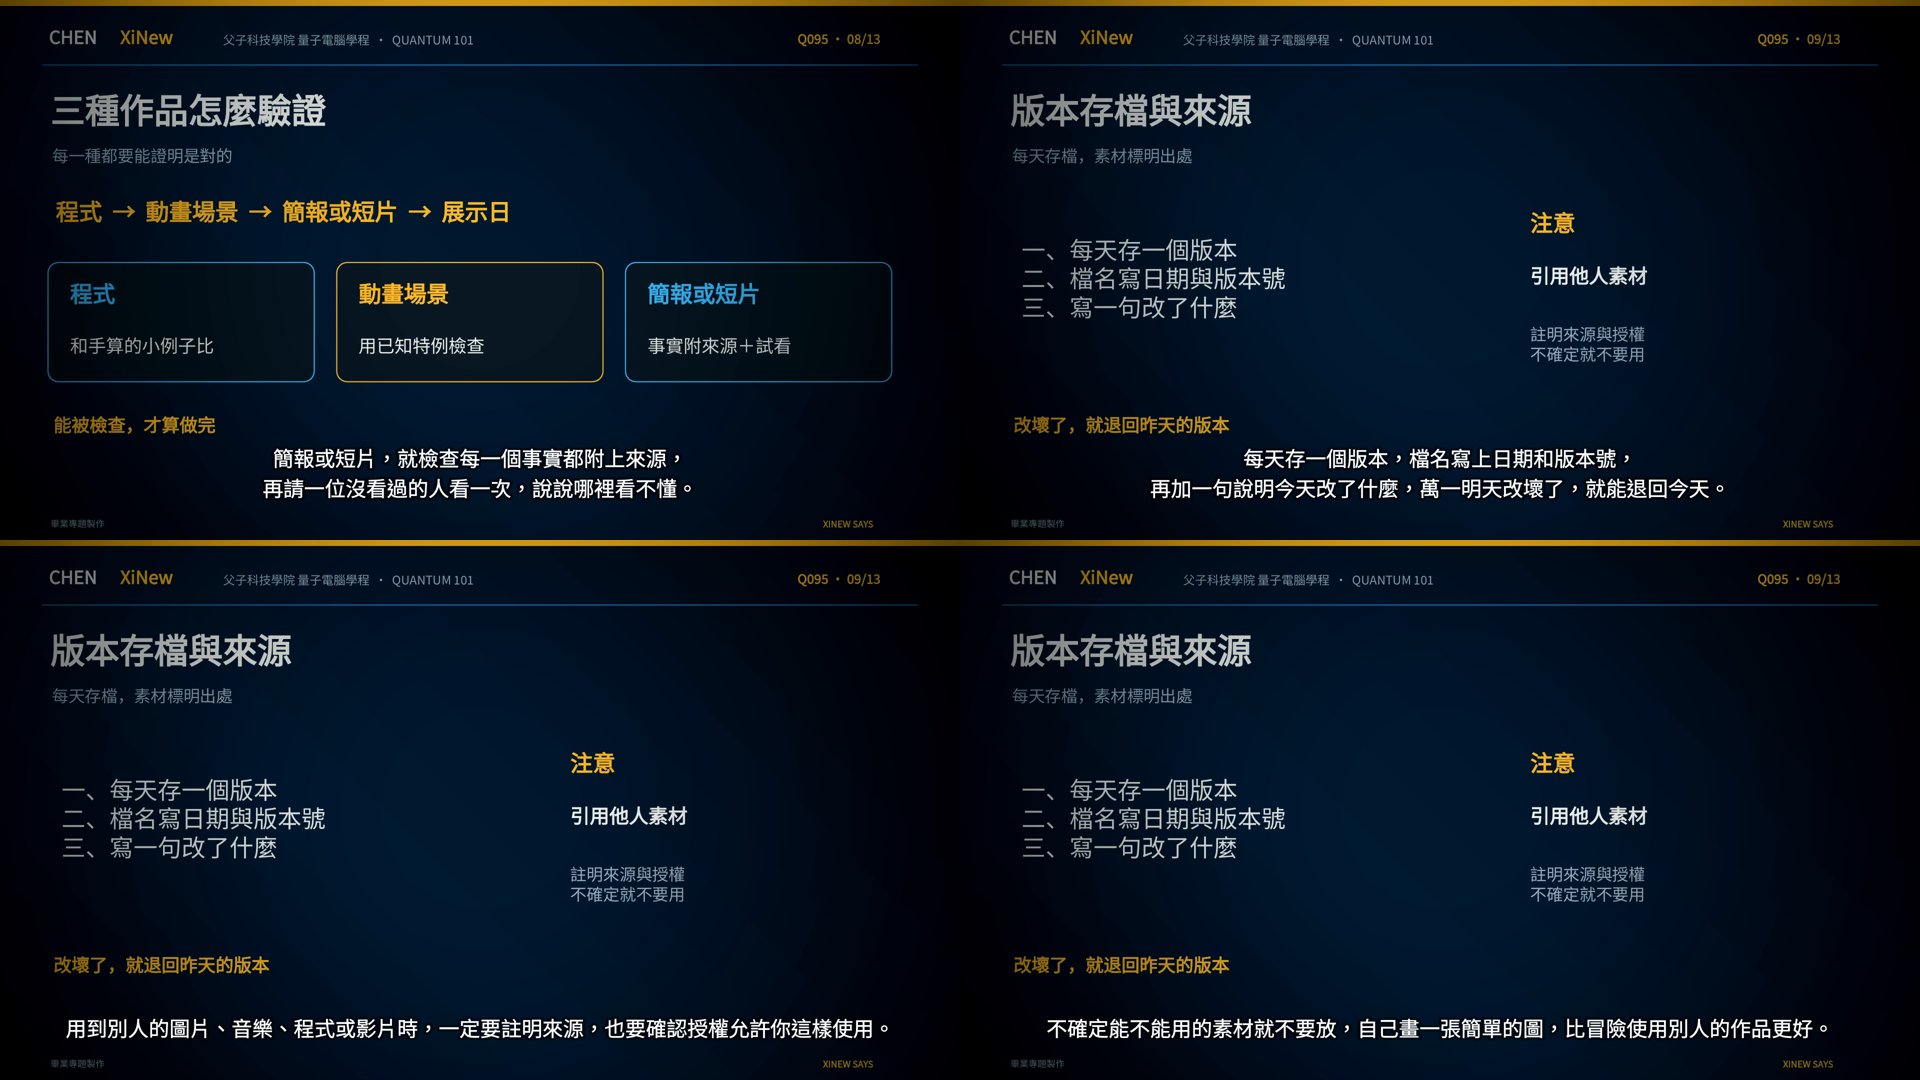 CHEN XiNew 父子科技學院 量子電腦學程 · QUANTUM 101 Q095 · 08/13
三種作品怎麼驗證
每一種都要能證明是對的
程式 → 動畫場景 → 簡報或短片 → 展示日
程式
和手算的小例子比
動畫場景
用已知特例檢查
簡報或短片
事實附來源＋試看
能被檢查，才算做完
簡報或短片，就檢查每一個事實都附上來源，
再請一位沒看過的人看一次，說說哪裡看不懂。
畢業專題製作 XINEW SAYS
CHEN XiNew 父子科技學院 量子電腦學程 · QUANTUM 101 Q095 · 09/13
版本存檔與來源
每天存檔，素材標明出處
一、每天存一個版本
二、檔名寫日期與版本號
三、寫一句改了什麼
注意
引用他人素材
註明來源與授權
不確定就不要用
改壞了，就退回昨天的版本
每天存一個版本，檔名寫上日期和版本號，
再加一句說明今天改了什麼，萬一明天改壞了，就能退回今天。
畢業專題製作 XINEW SAYS
CHEN XiNew 父子科技學院 量子電腦學程 · QUANTUM 101 Q095 · 09/13
版本存檔與來源
每天存檔，素材標明出處
一、每天存一個版本
二、檔名寫日期與版本號
三、寫一句改了什麼
注意
引用他人素材
註明來源與授權
不確定就不要用
改壞了，就退回昨天的版本
用到別人的圖片、音樂、程式或影片時，一定要註明來源，也要確認授權允許你這樣使用。
畢業專題製作 XINEW SAYS
CHEN XiNew 父子科技學院 量子電腦學程 · QUANTUM 101 Q095 · 09/13
版本存檔與來源
每天存檔，素材標明出處
一、每天存一個版本
二、檔名寫日期與版本號
三、寫一句改了什麼
注意
引用他人素材
註明來源與授權
不確定就不要用
改壞了，就退回昨天的版本
不確定能不能用的素材就不要放，自己畫一張簡單的圖，比冒險使用別人的作品更好。
畢業專題製作 XINEW SAYS